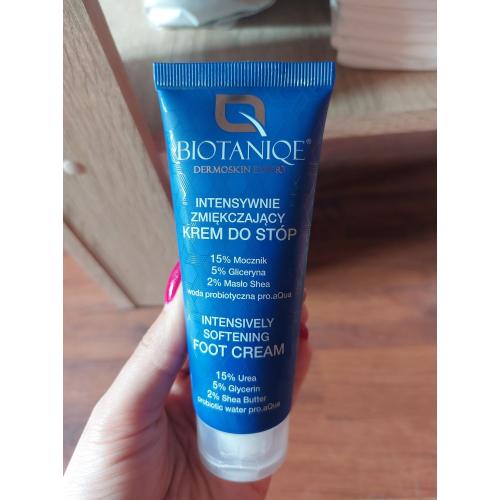 BIOTANIQE®
DERMOSKIN EXPERT
INTENSYWNIE
ZMIĘKCZAJĄCY
KREM DO STÓP
15% Mocznik
5% Gliceryna
2% Masło Shea
woda probiotyczna pro.aQua
INTENSIVELY
SOFTENING
FOOT CREAM
15% Urea
5% Glycerin
2% Shea Butter
probiotic water pro.aQua